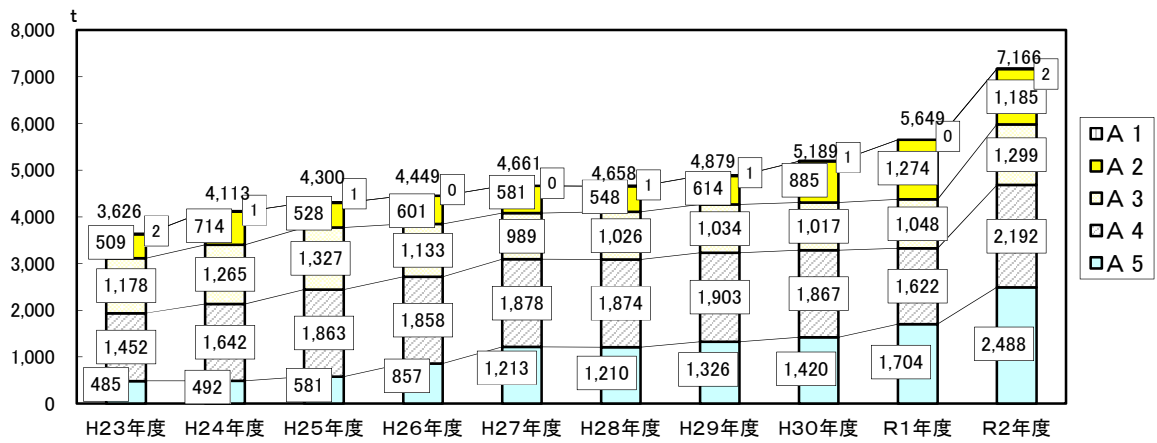 t
8,000
7,000
6,000
5,000
4,000
3,000
2,000
1,000
0
3,626 4,113 4,300 4,449 4,661 4,658 4,879 5,189 5,649 7,166
2 1 1 0 0 1 1 1 0 2
509 714 528 601 581 548 614 885 1,274 1,185
1,178 1,265 1,327 1,133 989 1,026 1,034 1,017 1,048 1,299
1,452 1,642 1,863 1,858 1,878 1,874 1,903 1,867 1,622 2,192
485 492 581 857 1,213 1,210 1,326 1,420 1,704 2,488
H23年度 H24年度 H25年度 H26年度 H27年度 H28年度 H29年度 H30年度 R1年度 R2年度
A 1
A 2
A 3
A 4
A 5